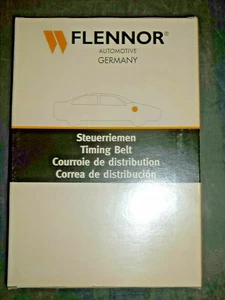 FLENNOR®
AUTOMOTIVE
GERMANY
Steuerriemen
Timing Belt
Courroie de distribution
Correa de distribución